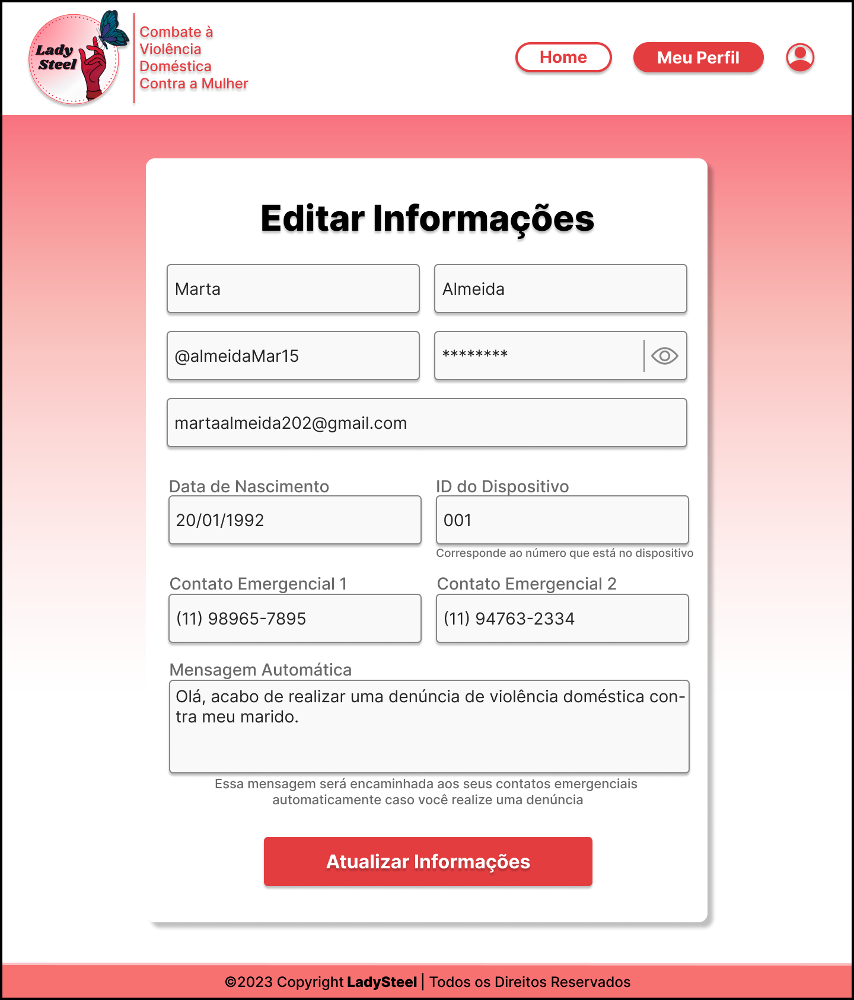 Lady
Steel
Combate à
Violência
Doméstica
Contra a Mulher
Home
Meu Perfil
Editar Informações
Marta
Almeida
@almeidaMar15
********
martaalmeida202@gmail.com
Data de Nascimento
ID do Dispositivo
20/01/1992
001
Corresponde ao número que está no dispositivo
Contato Emergencial 1
Contato Emergencial 2
(11) 98965-7895
(11) 94763-2334
Mensagem Automática
Olá, acabo de realizar uma denúncia de violência doméstica con-
tra meu marido.
Essa mensagem será encaminhada aos seus contatos emergenciais
automaticamente caso você realize uma denúncia
Atualizar Informações
©2023 Copyright LadySteel | Todos os Direitos Reservados